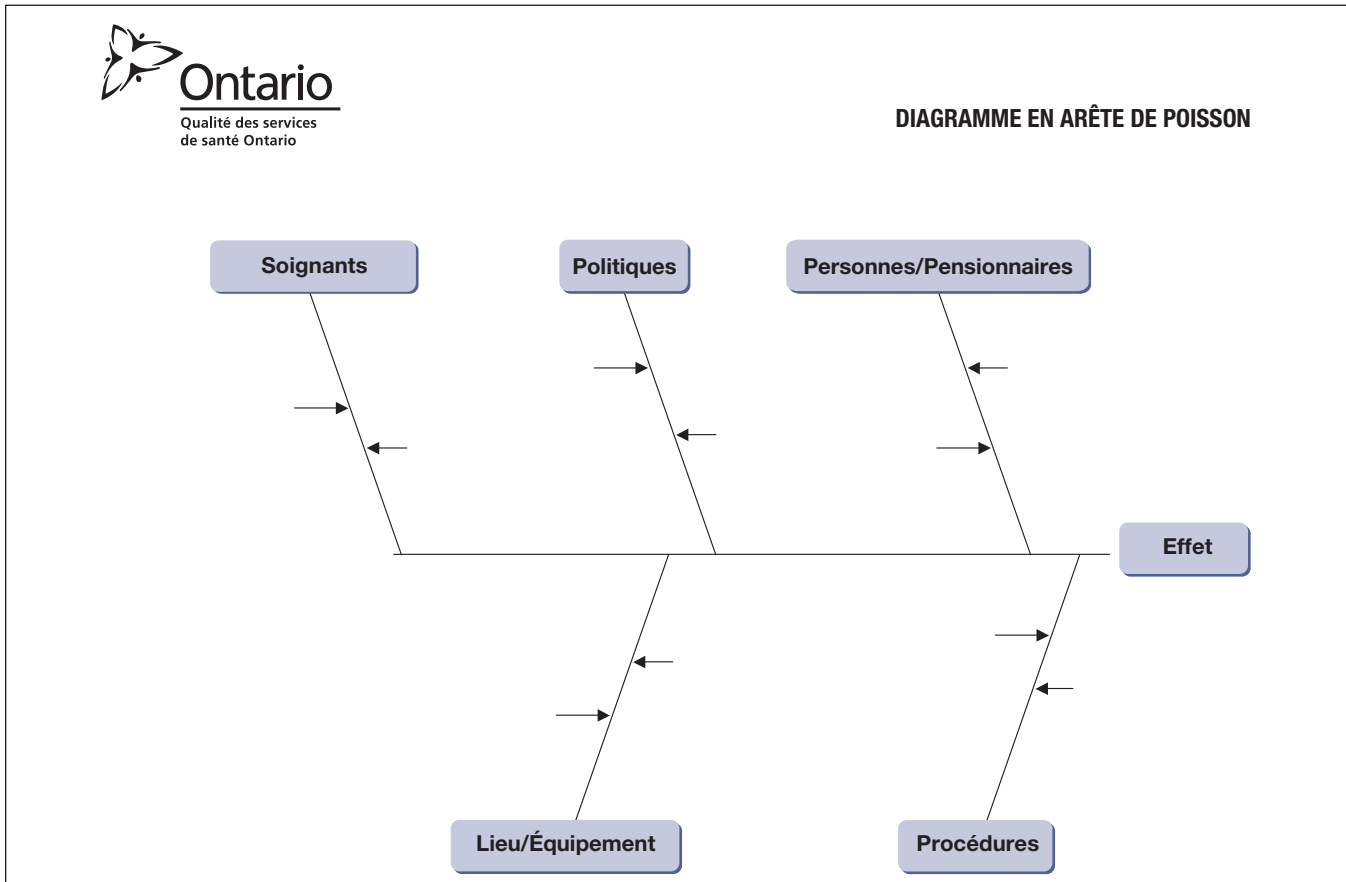 Ontario
Qualité des services
de santé Ontario
DIAGRAMME EN ARÊTE DE POISSON
Soignants
Politiques
Personnes/Pensionnaires
Effet
Lieu/Équipement
Procédures